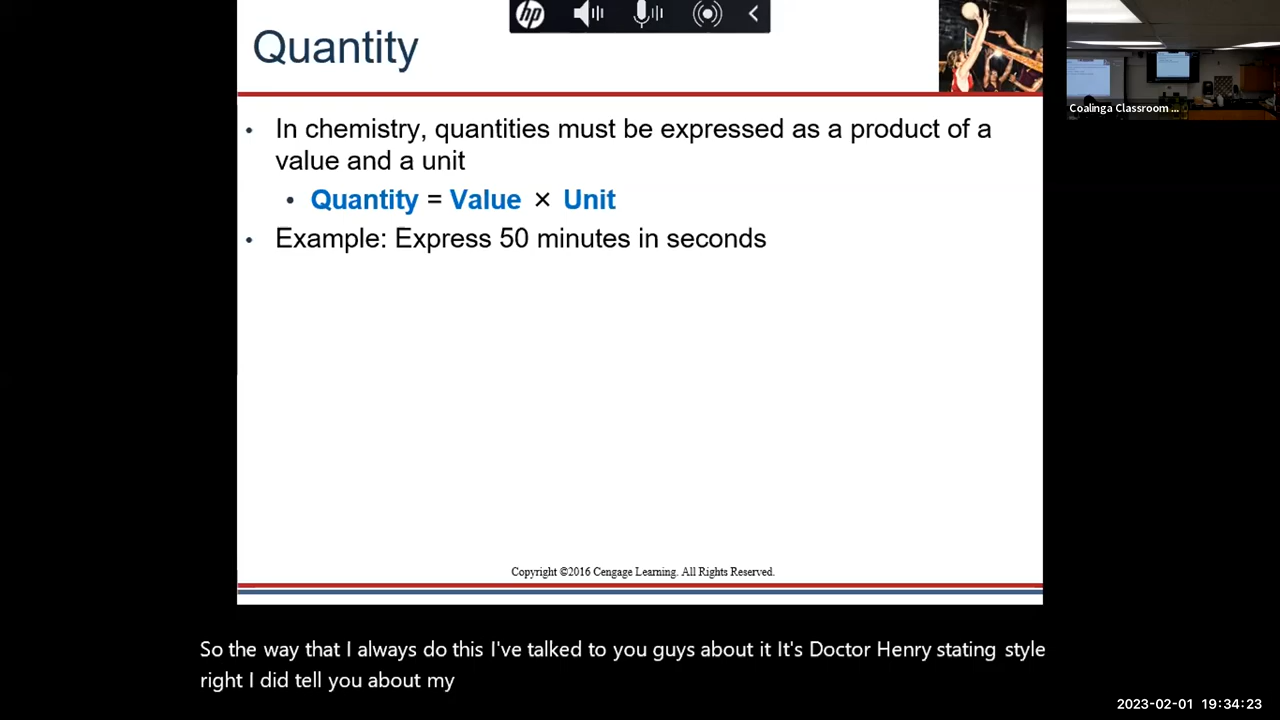 hp
Quantity
Coalinga Classroom ...
• In chemistry, quantities must be expressed as a product of a
value and a unit
• Quantity = Value × Unit
• Example: Express 50 minutes in seconds
Copyright ©2016 Cengage Learning. All Rights Reserved.
So the way that I always do this I've talked to you guys about it It's Doctor Henry stating style
right I did tell you about my
2023-02-01 19:34:23